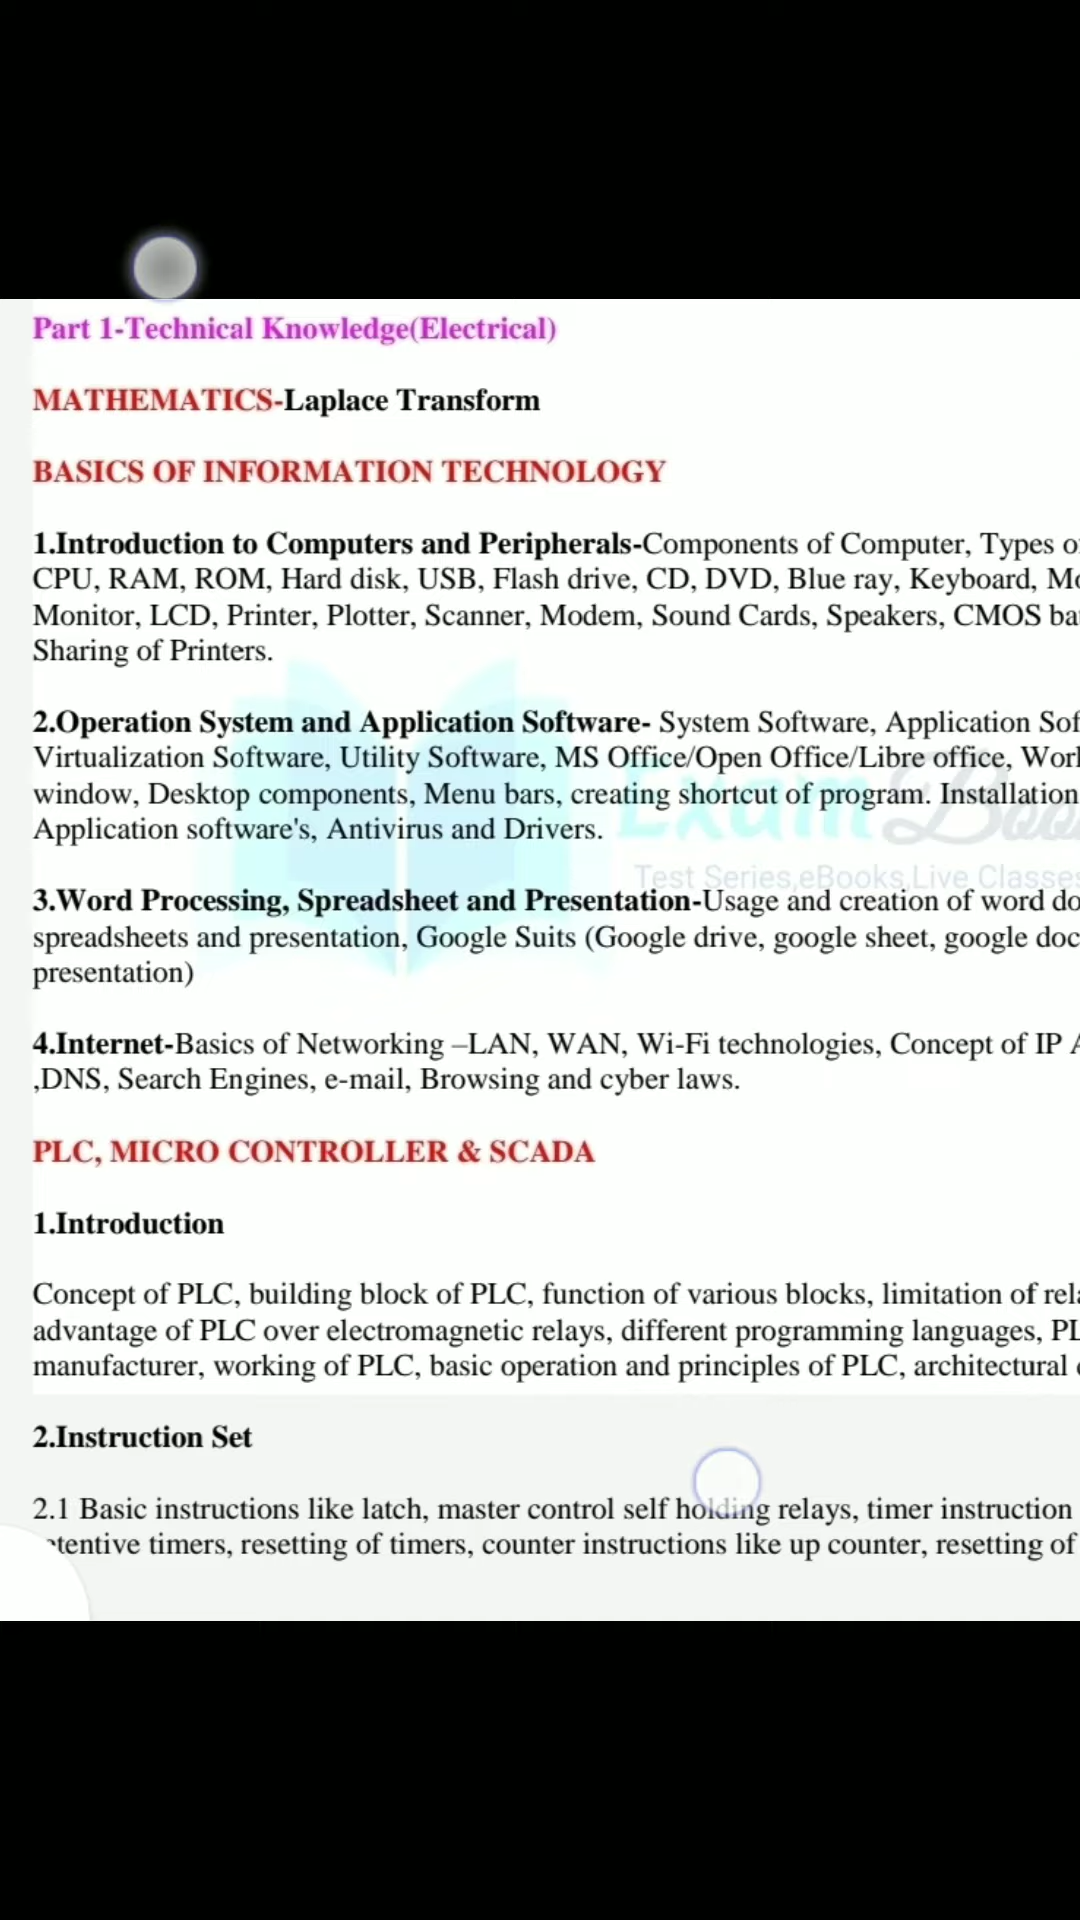 Part 1-Technical Knowledge(Electrical)
MATHEMATICS-Laplace Transform
BASICS OF INFORMATION TECHNOLOGY
1.Introduction to Computers and Peripherals-Components of Computer, Types
CPU, RAM, ROM, Hard disk, USB, Flash drive, CD, DVD, Blue ray, Keyboard,
Monitor, LCD, Printer, Plotter, Scanner, Modem, Sound Cards, Speakers, CMOS
Sharing of Printers.
2.Operation System and Application Software- System Software, Application
Virtualization Software, Utility Software, MS Office/Open Office/Libre office,
window, Desktop components, Menu bars, creating shortcut of program. Installation
Application software's, Antivirus and Drivers.
Exam
Test Series,eBooks,Live Classes
3.Word Processing, Spreadsheet and Presentation-Usage and creation of word
spreadsheets and presentation, Google Suits (Google drive, google sheet, google
presentation)
4.Internet-Basics of Networking –LAN, WAN, Wi-Fi technologies, Concept of IP
,DNS, Search Engines, e-mail, Browsing and cyber laws.
PLC, MICRO CONTROLLER & SCADA
1.Introduction
Concept of PLC, building block of PLC, function of various blocks, limitation of
advantage of PLC over electromagnetic relays, different programming languages,
manufacturer, working of PLC, basic operation and principles of PLC, architectural
2.Instruction Set
2.1 Basic instructions like latch, master control self holding relays, timer instruction
timers, resetting of timers, counter instructions like up counter, resetting of